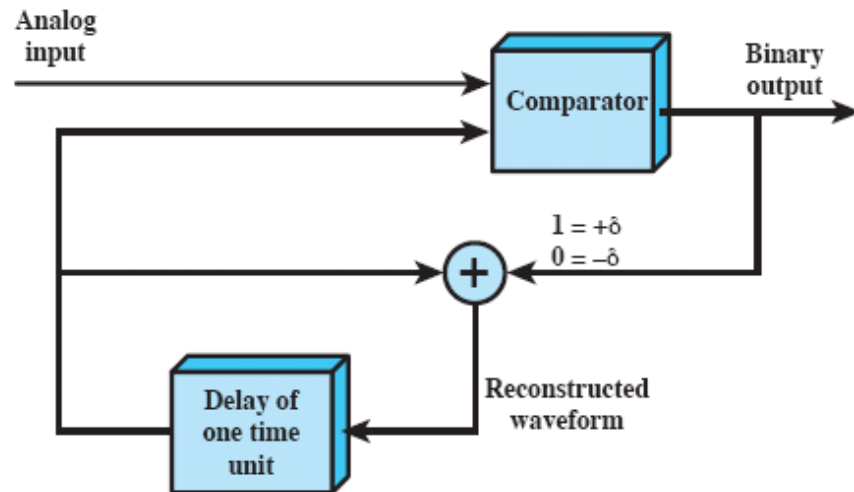 Analog
input
Comparator
Binary
output
1 = +δ
0 = –δ
+
Delay of
one time
unit
Reconstructed
waveform